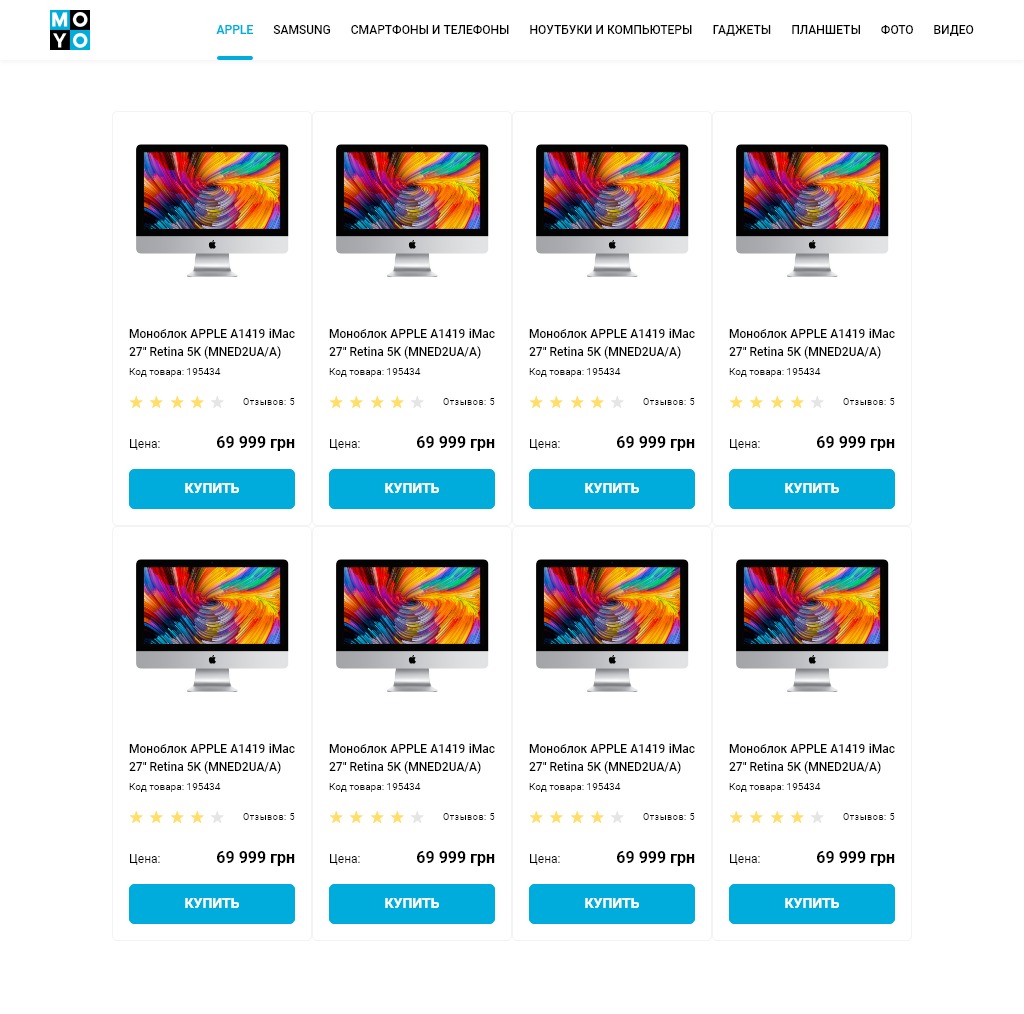 MO
YO
APPLE SAMSUNG СМАРТФОНЫ И ТЕЛЕФОНЫ НОУТБУКИ И КОМПЬЮТЕРЫ ГАДЖЕТЫ ПЛАНШЕТЫ ФОТО ВИДЕО
Моноблок APPLE A1419 iMac
27" Retina 5K (MNED2UA/A)
Код товара: 195434
Отзывов: 5
Цена: 69 999 грн
КУПИТЬ
Моноблок APPLE A1419 iMac
27" Retina 5K (MNED2UA/A)
Код товара: 195434
Отзывов: 5
Цена: 69 999 грн
КУПИТЬ
Моноблок APPLE A1419 iMac
27" Retina 5K (MNED2UA/A)
Код товара: 195434
Отзывов: 5
Цена: 69 999 грн
КУПИТЬ
Моноблок APPLE A1419 iMac
27" Retina 5K (MNED2UA/A)
Код товара: 195434
Отзывов: 5
Цена: 69 999 грн
КУПИТЬ
Моноблок APPLE A1419 iMac
27" Retina 5K (MNED2UA/A)
Код товара: 195434
Отзывов: 5
Цена: 69 999 грн
КУПИТЬ
Моноблок APPLE A1419 iMac
27" Retina 5K (MNED2UA/A)
Код товара: 195434
Отзывов: 5
Цена: 69 999 грн
КУПИТЬ
Моноблок APPLE A1419 iMac
27" Retina 5K (MNED2UA/A)
Код товара: 195434
Отзывов: 5
Цена: 69 999 грн
КУПИТЬ
Моноблок APPLE A1419 iMac
27" Retina 5K (MNED2UA/A)
Код товара: 195434
Отзывов: 5
Цена: 69 999 грн
КУПИТЬ